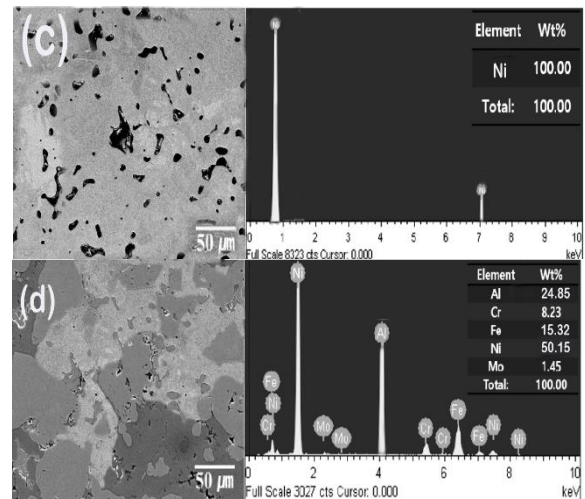 (c)
50 µm
Ni
Ni
Element Wt%
Ni 100.00
Total: 100.00
0 1 2 3 4 5 6 7 8 9 10
Full Scale 8323 cts Cursor: 0.000 keV
(d)
50 µm
Ni
Al
Fe
Ni
Cr
Mo
Mo
Cr
Cr
Fe
Fe
Ni
Ni
Element Wt%
Al 24.85
Cr 8.23
Fe 15.32
Ni 50.15
Mo 1.45
Total: 100.00
0 2 4 6 8 10
Full Scale 3027 cts Cursor: 0.000 keV